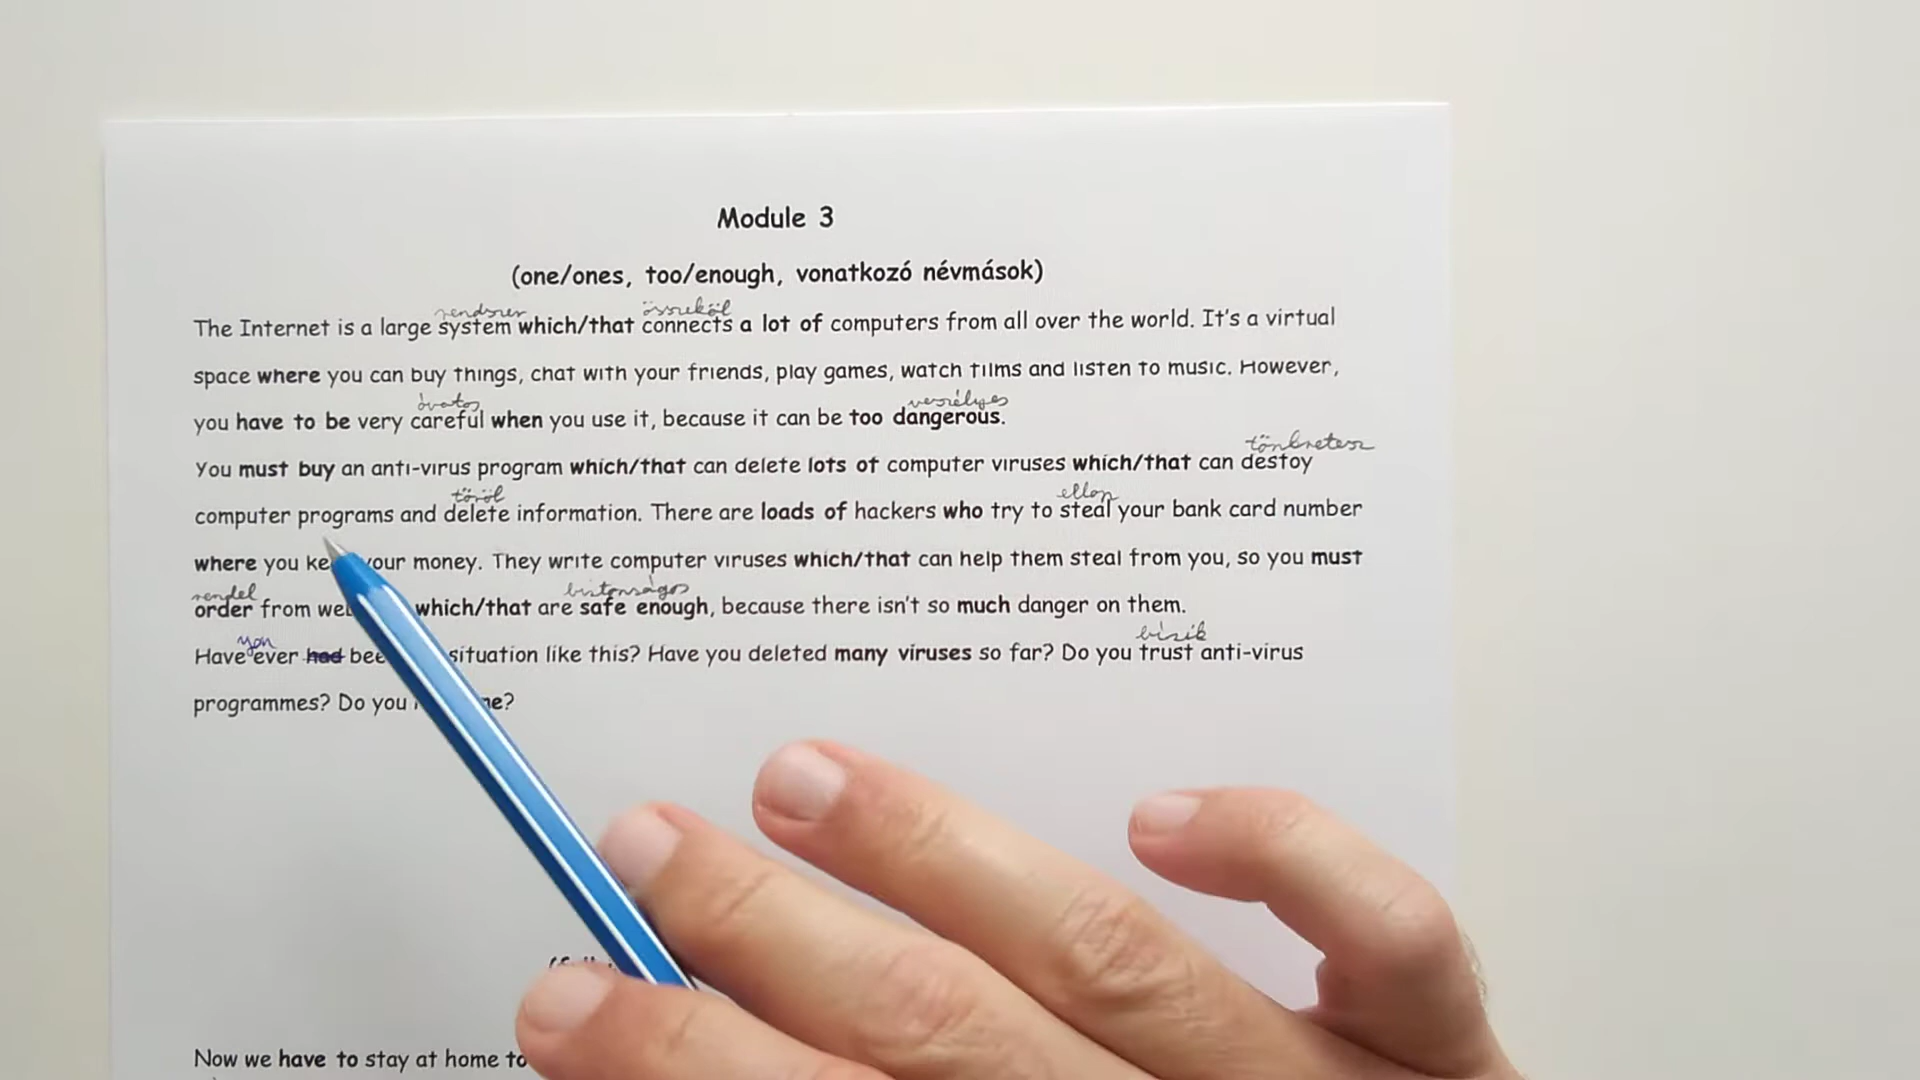 Module 3
(one/ones, too/enough, vonatkozó névmások)
rendszer összeköt
The Internet is a large system which/that connects a lot of computers from all over the world. It's a virtual
space where you can buy things, chat with your friends, play games, watch films and listen to music. However,
óvatos veszélyes
you have to be very careful when you use it, because it can be too dangerous.
tönkretesz
You must buy an anti-virus program which/that can delete lots of computer viruses which/that can destoy
töröl ellop
computer programs and delete information. There are loads of hackers who try to steal your bank card number
where you your money. They write computer viruses which/that can help them steal from you, so you must
rendel biztonságos
order from which/that are safe enough, because there isn't so much danger on them.
you bízik
Have ever had situation like this? Have you deleted many viruses so far? Do you trust anti-virus
programmes? Do you
Now we have to stay at home to